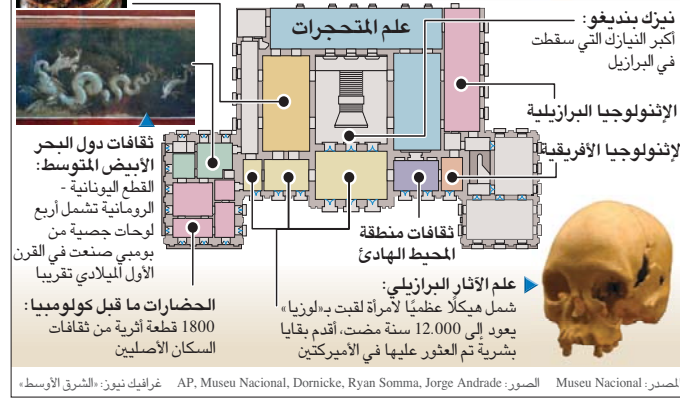 علم المتحجرات
نيزك بنديغو:
أكبر النيازك التي سقطت
في البرازيل
الإثنولوجيا البرازيلية
لإثنولوجيا الأفريقية
ثقافات دول البحر
الأبيض المتوسط:
القطع اليونانية -
الرومانية تشمل أربع
لوحات جصية من
بومبي صنعت في القرن
الأول الميلادي تقريبا
ثقافات منطقة
المحيط الهادئ
علم الآثار البرازيلي:
شمل هيكلًا عظميًا لامرأة لقبت بـ«لوزيا»
يعود إلى 12.000 سنة مضت، أقدم بقايا
بشرية تم العثور عليها في الأميركتين
الحضارات ما قبل كولومبيا:
1800 قطعة أثرية من ثقافات
السكان الأصليين
لمصدر: Museu Nacional الصور: AP, Museu Nacional, Dornicke, Ryan Somma, Jorge Andrade غرافيك نيوز: «الشرق الأوسط»